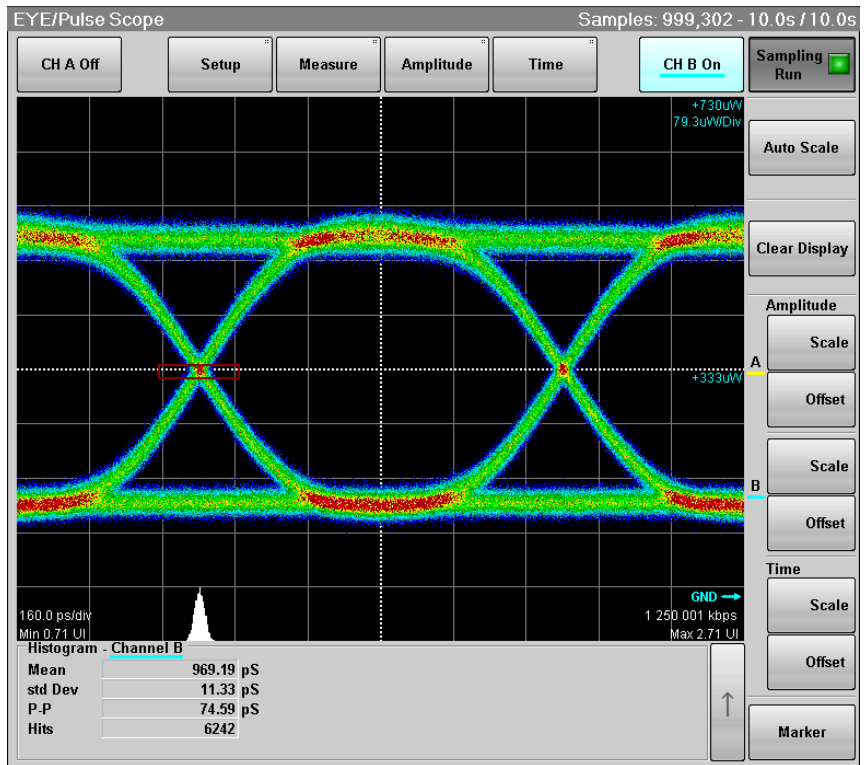 EYE/Pulse Scope
Samples: 999,302 - 10.0s / 10.0s
CH A Off
Setup
Measure
Amplitude
Time
CH B On
Sampling
Run
+730uW
79.3uW/Div
Auto Scale
Clear Display
Amplitude
Scale
A
+333uW
Offset
Scale
B
Offset
Time
GND
Scale
160.0 ps/div
1 250 001 kbps
Min 0.71 UI
Max 2.71 UI
Histogram - Channel B
Mean 969.19 pS
std Dev 11.33 pS
P-P 74.59 pS
Hits 6242
Offset
Marker